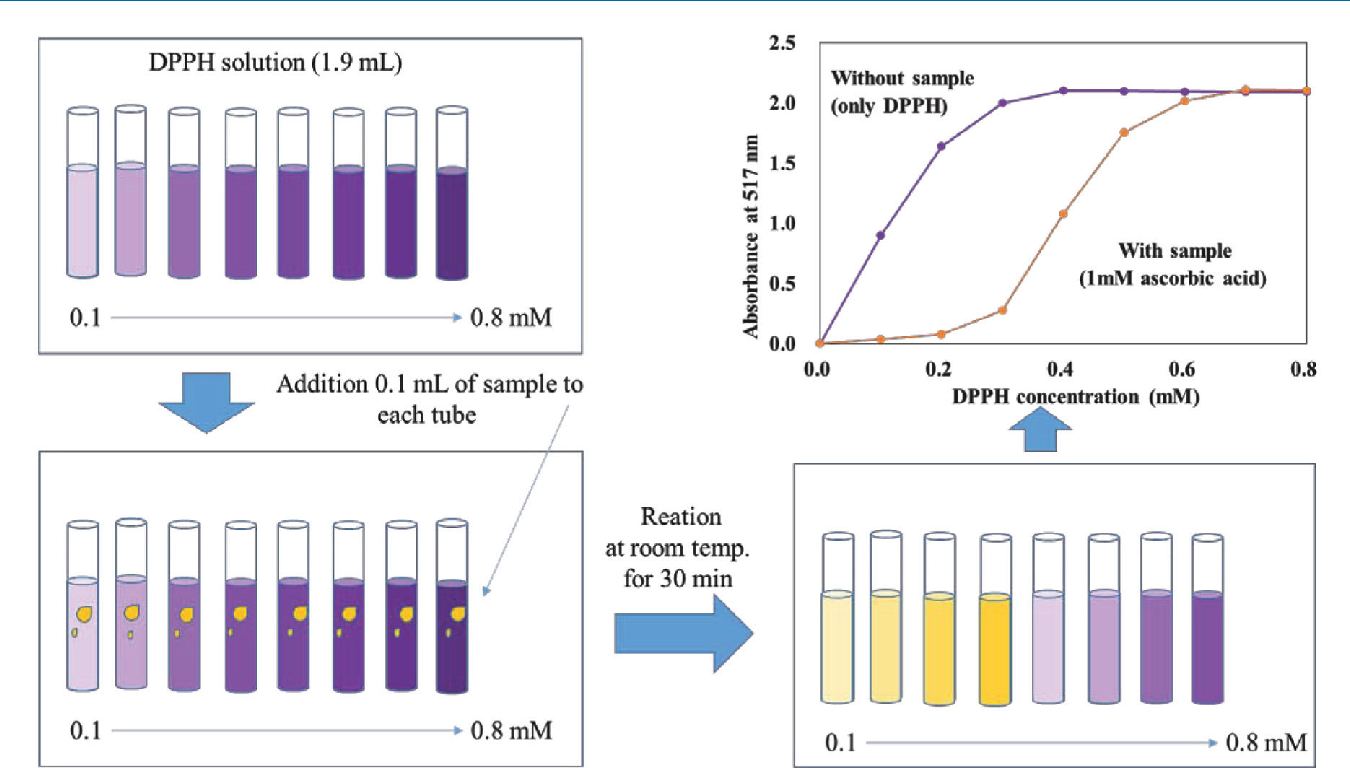 DPPH solution (1.9 mL)
0.1
0.8 mM
Addition 0.1 mL of sample to
each tube
0.1
0.8 mM
Reation
at room temp.
for 30 min
0.1
0.8 mM
2.5
2.0
1.5
1.0
0.5
0.0
Absorbance at 517 nm
Without sample
(only DPPH)
With sample
(1mM ascorbic acid)
0.0
0.2
0.4
0.6
0.8
DPPH concentration (mM)